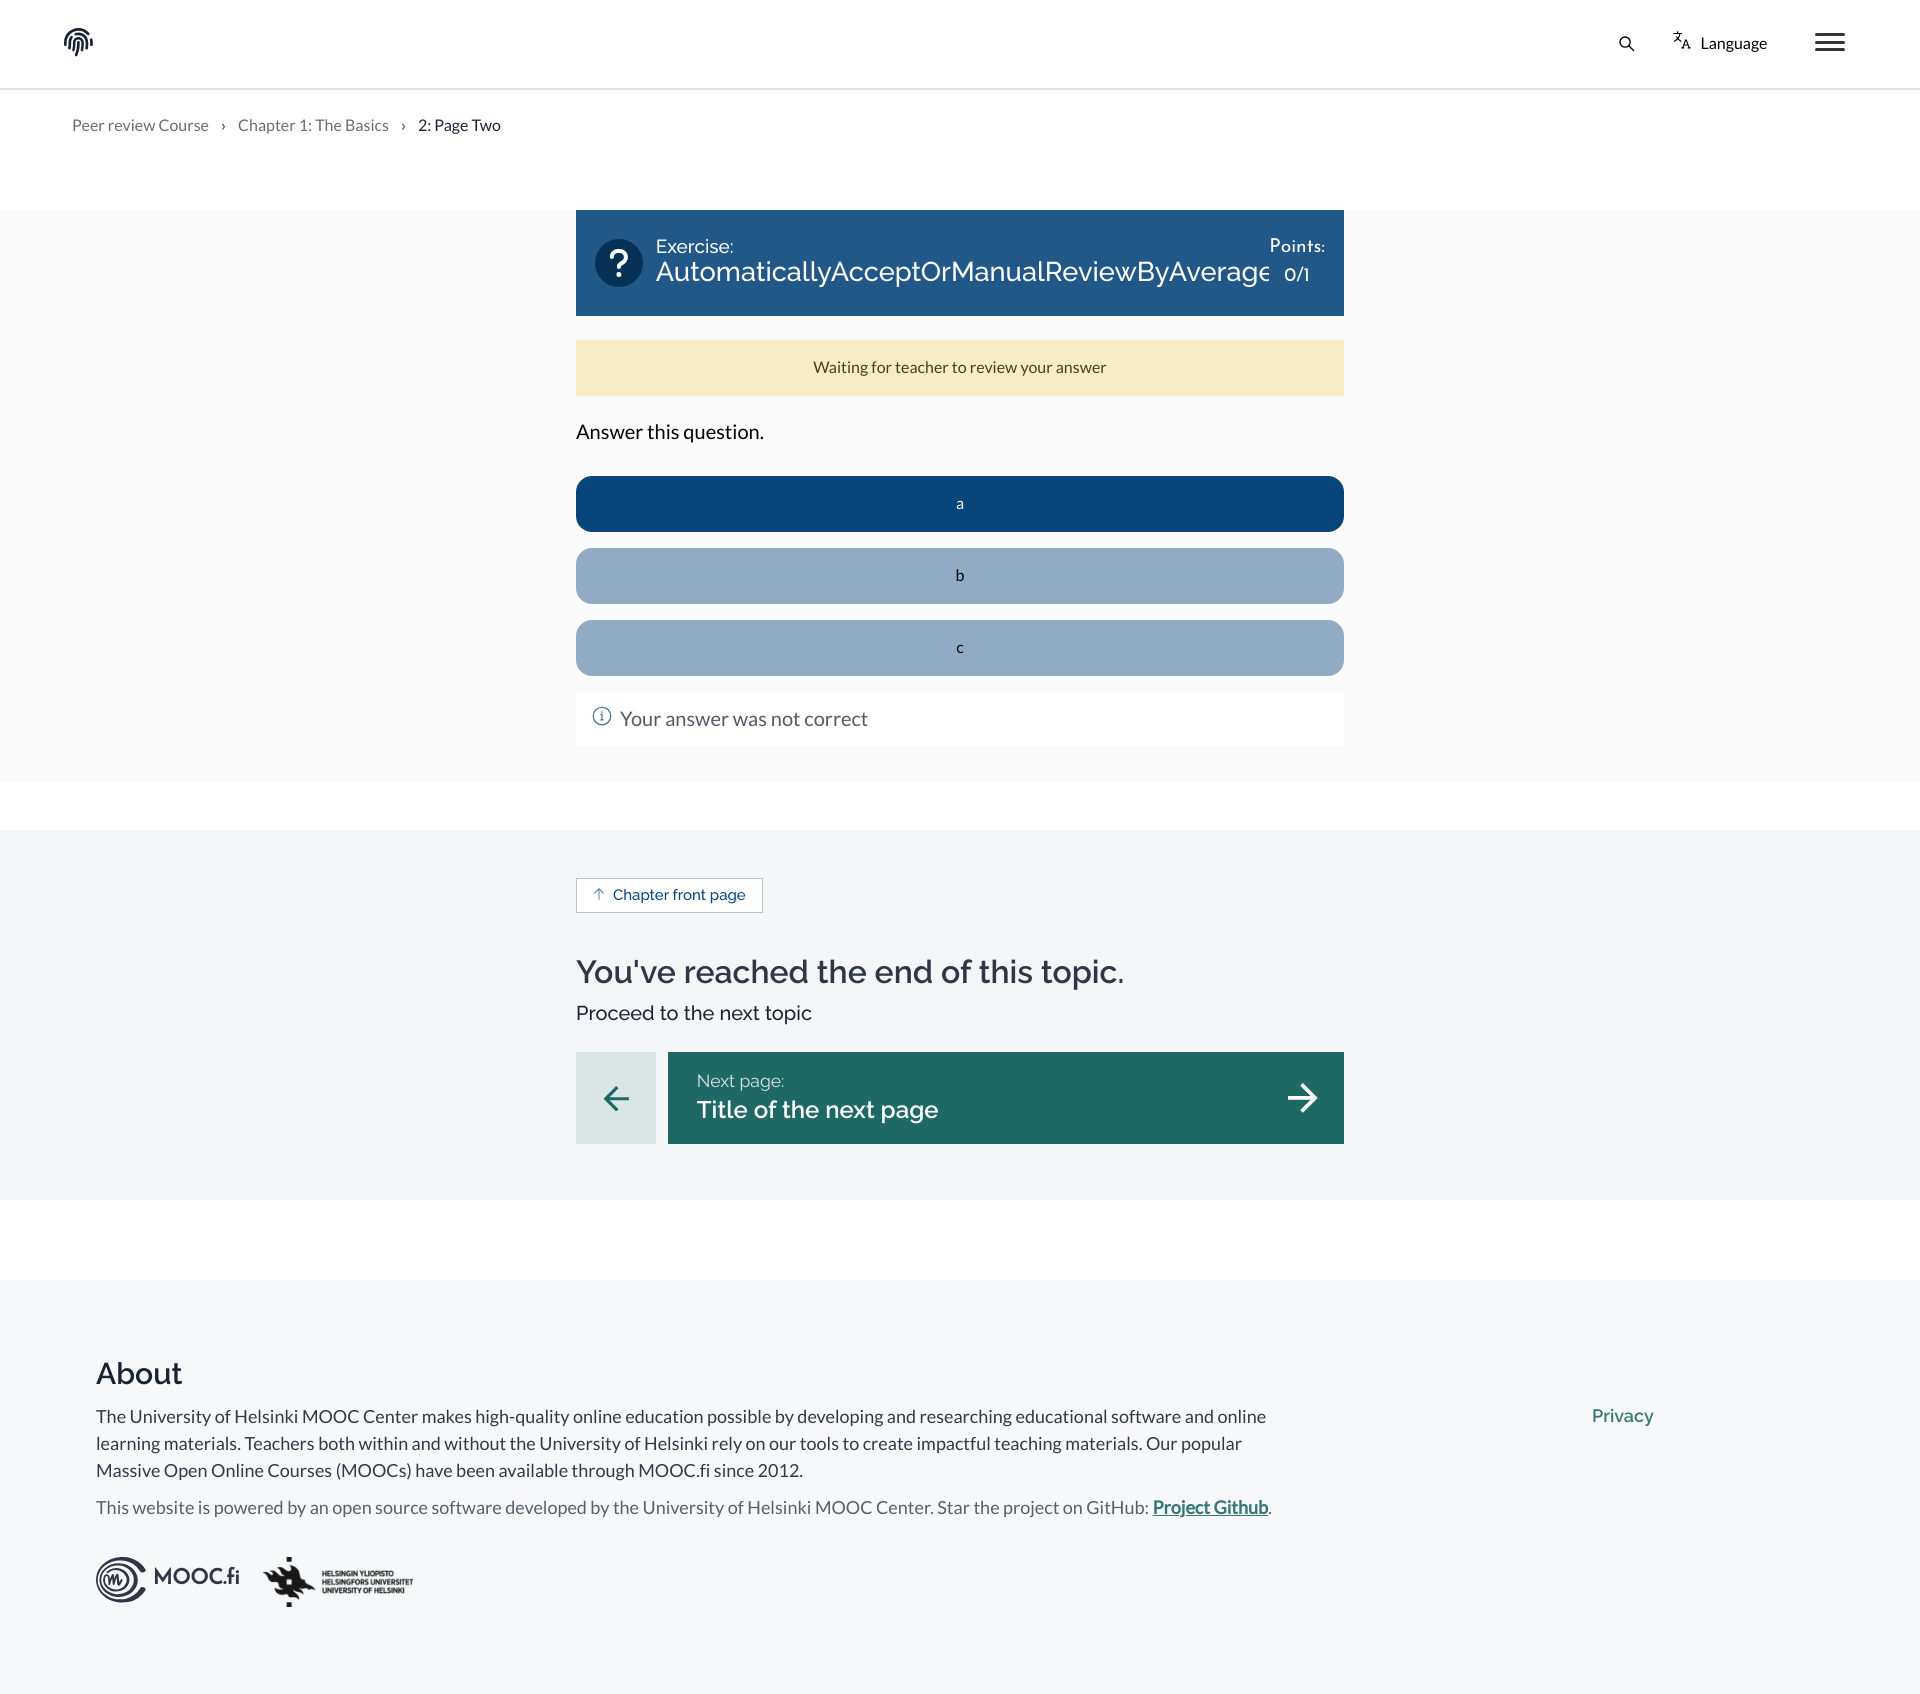 Language
Peer review Course › Chapter 1: The Basics › 2: Page Two
Exercise:
AutomaticallyAcceptOrManualReviewByAverage
Points:
0/1
Waiting for teacher to review your answer
Answer this question.
a
b
c
Your answer was not correct
Chapter front page
You've reached the end of this topic.
Proceed to the next topic
Next page:
Title of the next page
About
The University of Helsinki MOOC Center makes high-quality online education possible by developing and researching educational software and online
learning materials. Teachers both within and without the University of Helsinki rely on our tools to create impactful teaching materials. Our popular
Massive Open Online Courses (MOOCs) have been available through MOOC.fi since 2012.
This website is powered by an open source software developed by the University of Helsinki MOOC Center. Star the project on GitHub: Project Github.
Privacy
MOOC.fi
HELSINGIN YLIOPISTO
HELSINGFORS UNIVERSITET
UNIVERSITY OF HELSINKI